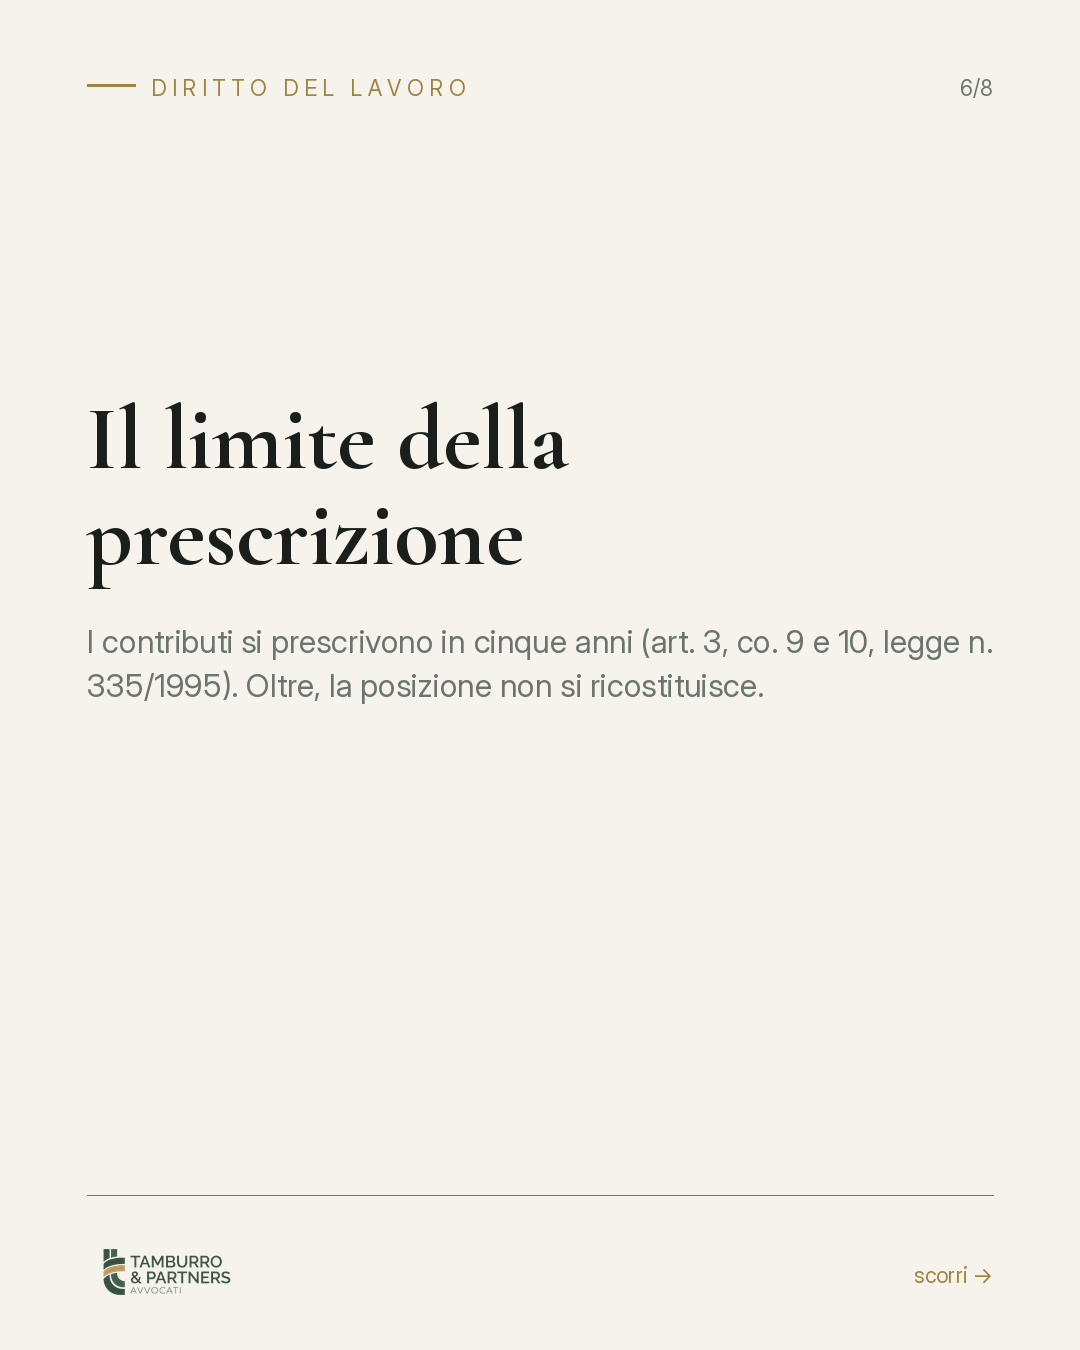 DIRITTO DEL LAVORO
6/8
Il limite della
prescrizione
I contributi si prescrivono in cinque anni (art. 3, co. 9 e 10, legge n.
335/1995). Oltre, la posizione non si ricostituisce.
TAMBURRO
& PARTNERS
AVVOCATI
scorri →